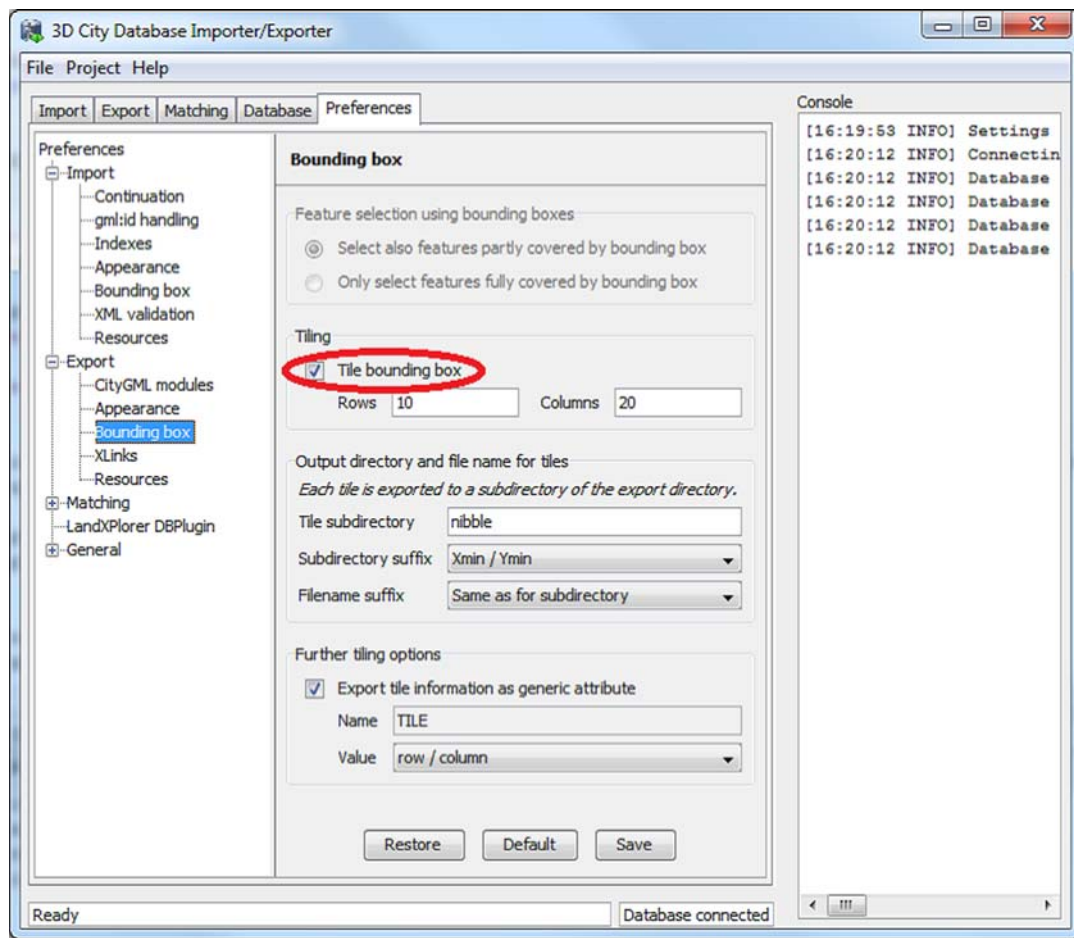 3D City Database Importer/Exporter
File Project Help
Import Export Matching Database Preferences
Preferences
Import
Continuation
gml:id handling
Indexes
Appearance
Bounding box
XML validation
Resources
Export
CityGML modules
Appearance
Bounding box
XLinks
Resources
Matching
LandXPlorer DBPlugin
General
Bounding box
Feature selection using bounding boxes
Select also features partly covered by bounding box
Only select features fully covered by bounding box
Tiling
Tile bounding box
Rows 10 Columns 20
Output directory and file name for tiles
Each tile is exported to a subdirectory of the export directory.
Tile subdirectory nibble
Subdirectory suffix Xmin / Ymin
Filename suffix Same as for subdirectory
Further tiling options
Export tile information as generic attribute
Name TILE
Value row / column
Restore Default Save
Console
[16:19:53 INFO] Settings
[16:20:12 INFO] Connectin
[16:20:12 INFO] Database
[16:20:12 INFO] Database
[16:20:12 INFO] Database
[16:20:12 INFO] Database
Ready
Database connected